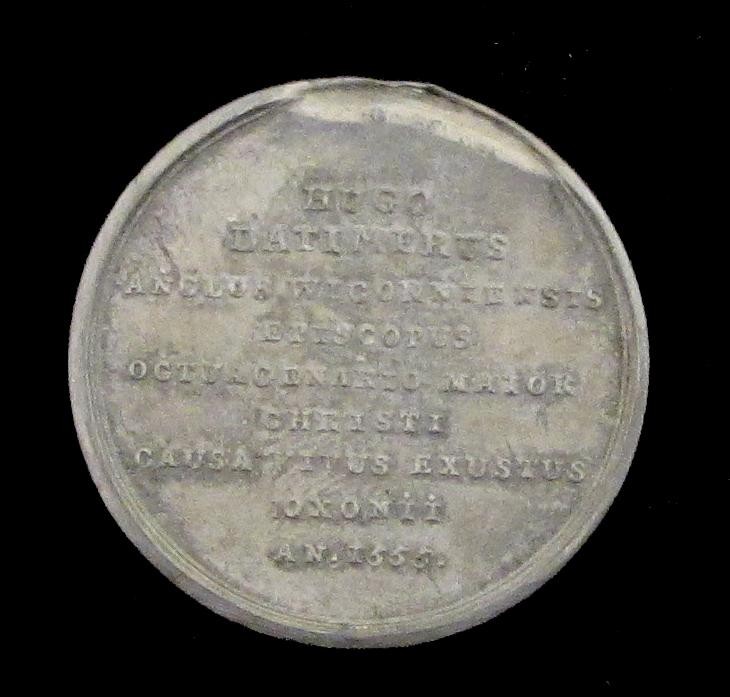 HUGO
LATIMERUS
ANGLUS WIGORNIENSIS
EPISCOPUS
OCTUAGENARIO MAIOR
CHRISTI
CAUSA VIVUS EXUSTUS
OXONII
AN. 1555.